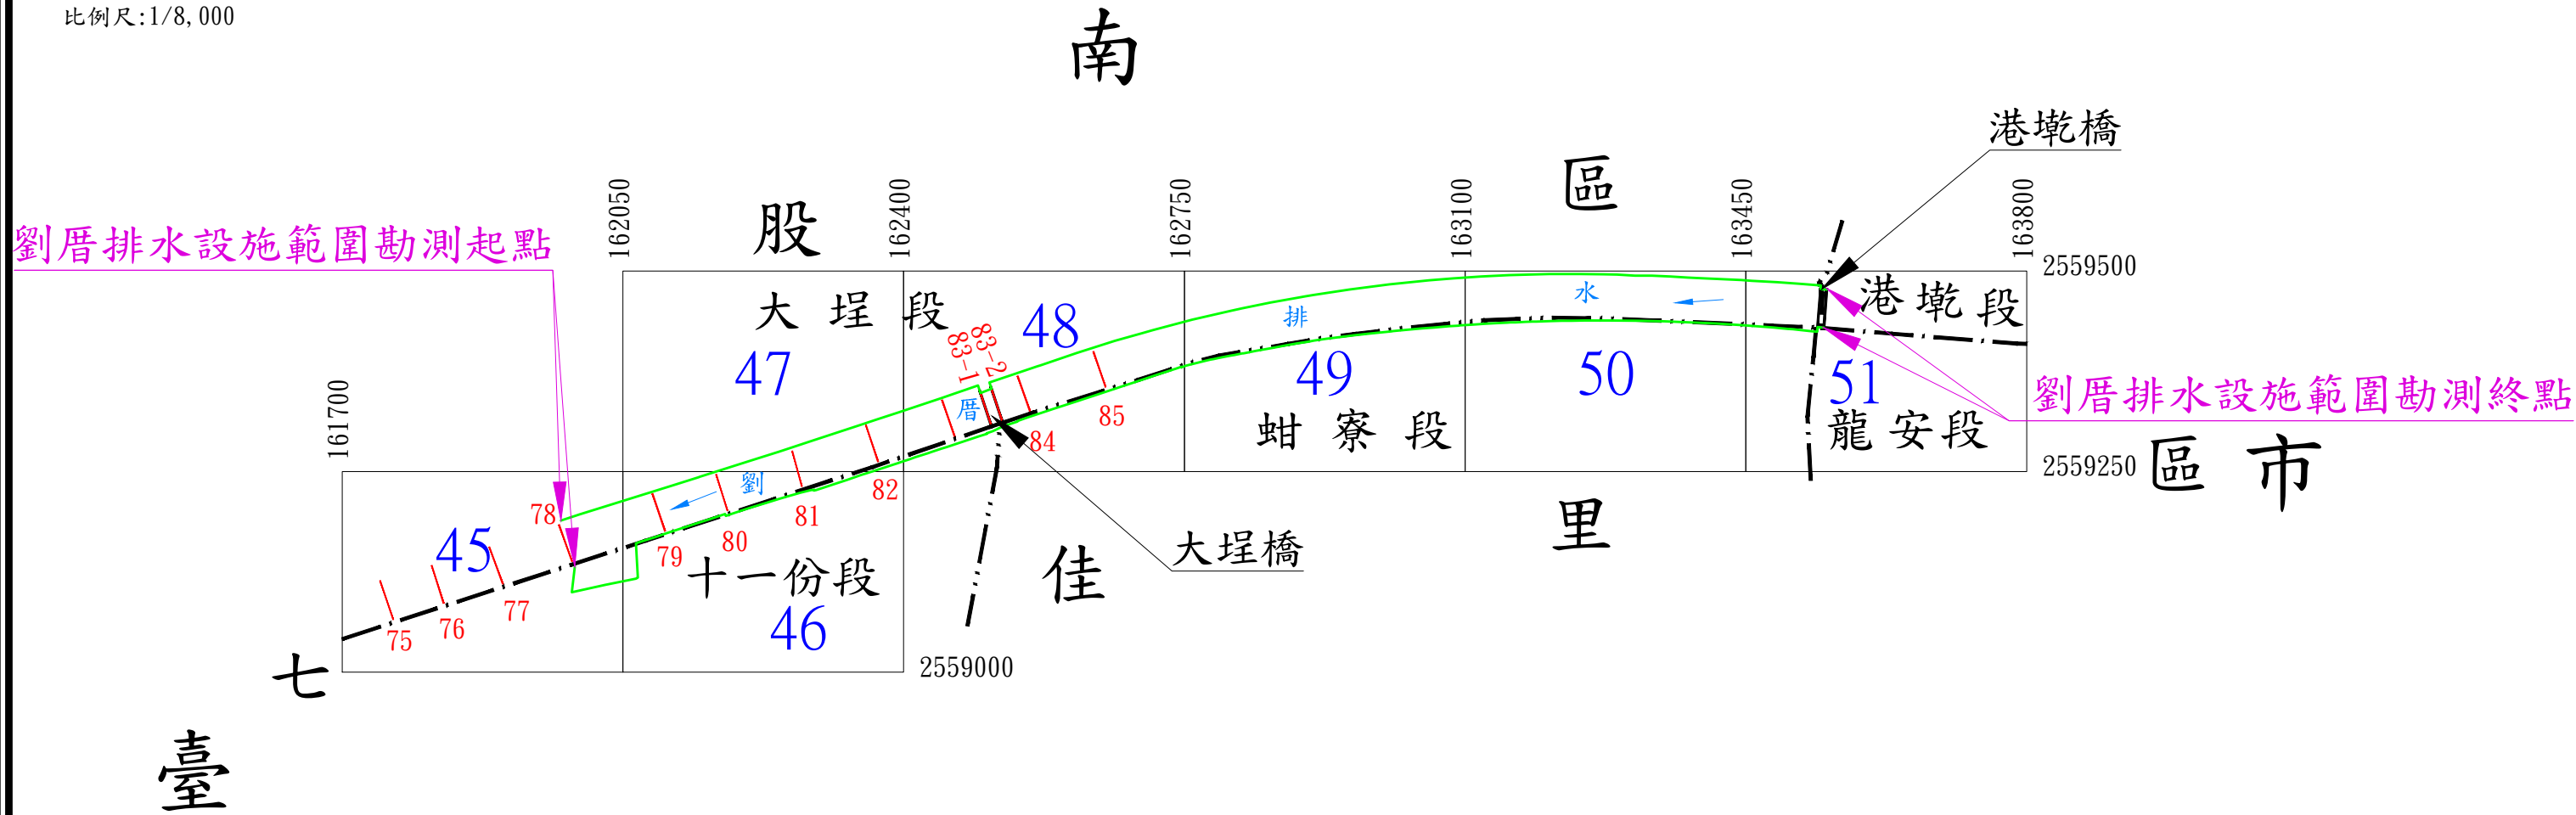 比例尺:1/8,000
南
港墘橋
區
股
162050
162400
162750
163100
163450
163800
劉厝排水設施範圍勘測起點
2559500
大埕段
48
水
港墘段
排
83-1
83-2
47
49
50
51
厝
85
劉厝排水設施範圍勘測終點
161700
84
蚶寮段
龍安段
2559250
區市
82
劉
81
78
80
79
里
45
大埕橋
十一份段
佳
77
76
75
46
2559000
七
臺